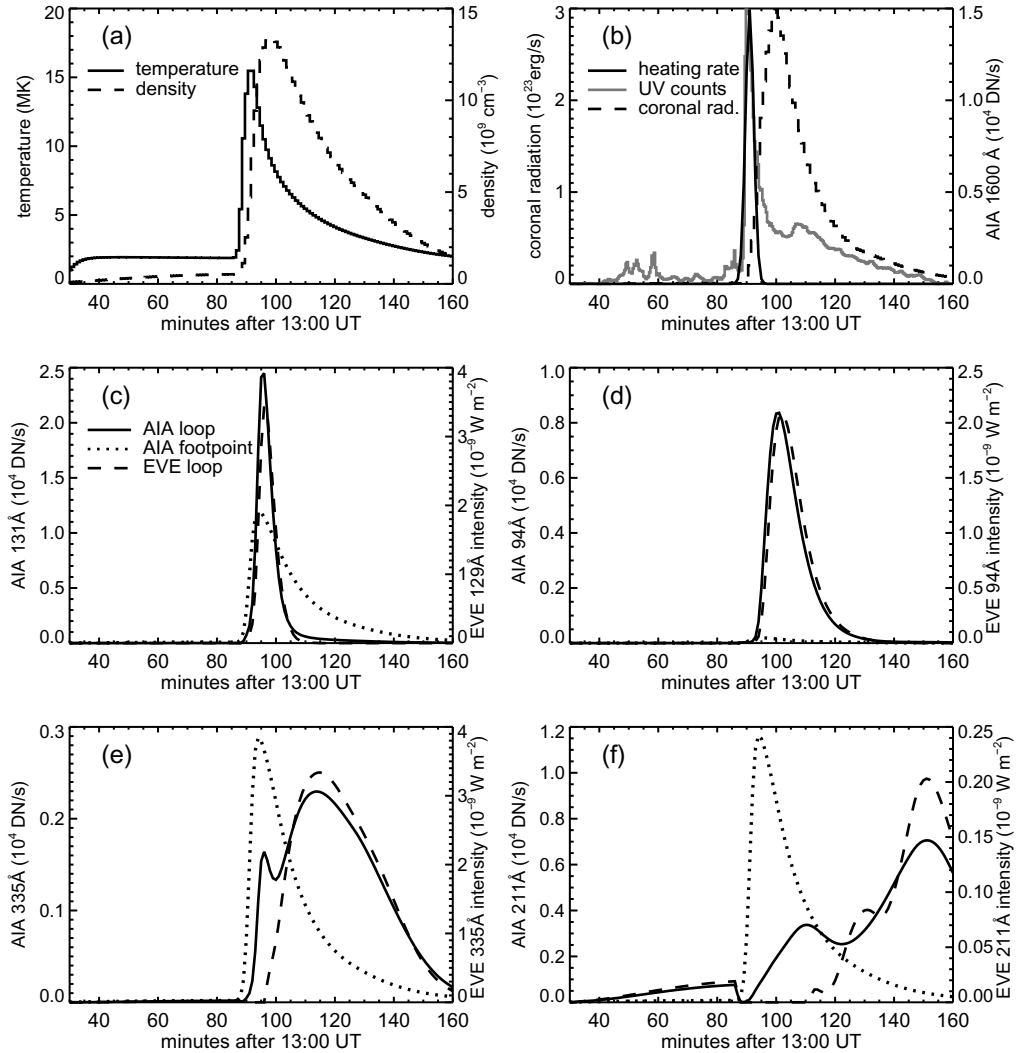 (a)
temperature
density
temperature (MK)
20
15
10
5
0
density (10⁹ cm⁻³)
15
10
5
0
40 60 80 100 120 140 160
minutes after 13:00 UT
(b)
heating rate
UV counts
coronal rad.
coronal radiation (10²³erg/s)
3
2
1
0
AIA 1600 Å (10⁴ DN/s)
1.5
1.0
0.5
0.0
40 60 80 100 120 140 160
minutes after 13:00 UT
(c)
AIA loop
AIA footpoint
EVE loop
AIA 131Å (10⁴ DN/s)
2.5
2.0
1.5
1.0
0.5
0.0
EVE 129Å intensity (10⁻⁹ W m⁻²)
4
3
2
1
0
40 60 80 100 120 140 160
minutes after 13:00 UT
(d)
AIA 94Å (10⁴ DN/s)
1.0
0.8
0.6
0.4
0.2
0.0
EVE 94Å intensity (10⁻⁹ W m⁻²)
2.5
2.0
1.5
1.0
0.5
0.0
40 60 80 100 120 140 160
minutes after 13:00 UT
(e)
AIA 335Å (10⁴ DN/s)
0.3
0.2
0.1
0.0
EVE 335Å intensity (10⁻⁹ W m⁻²)
4
3
2
1
0
40 60 80 100 120 140 160
minutes after 13:00 UT
(f)
AIA 211Å (10⁴ DN/s)
1.2
1.0
0.8
0.6
0.4
0.2
0.0
EVE 211Å intensity (10⁻⁹ W m⁻²)
0.25
0.20
0.15
0.10
0.05
0.00
40 60 80 100 120 140 160
minutes after 13:00 UT